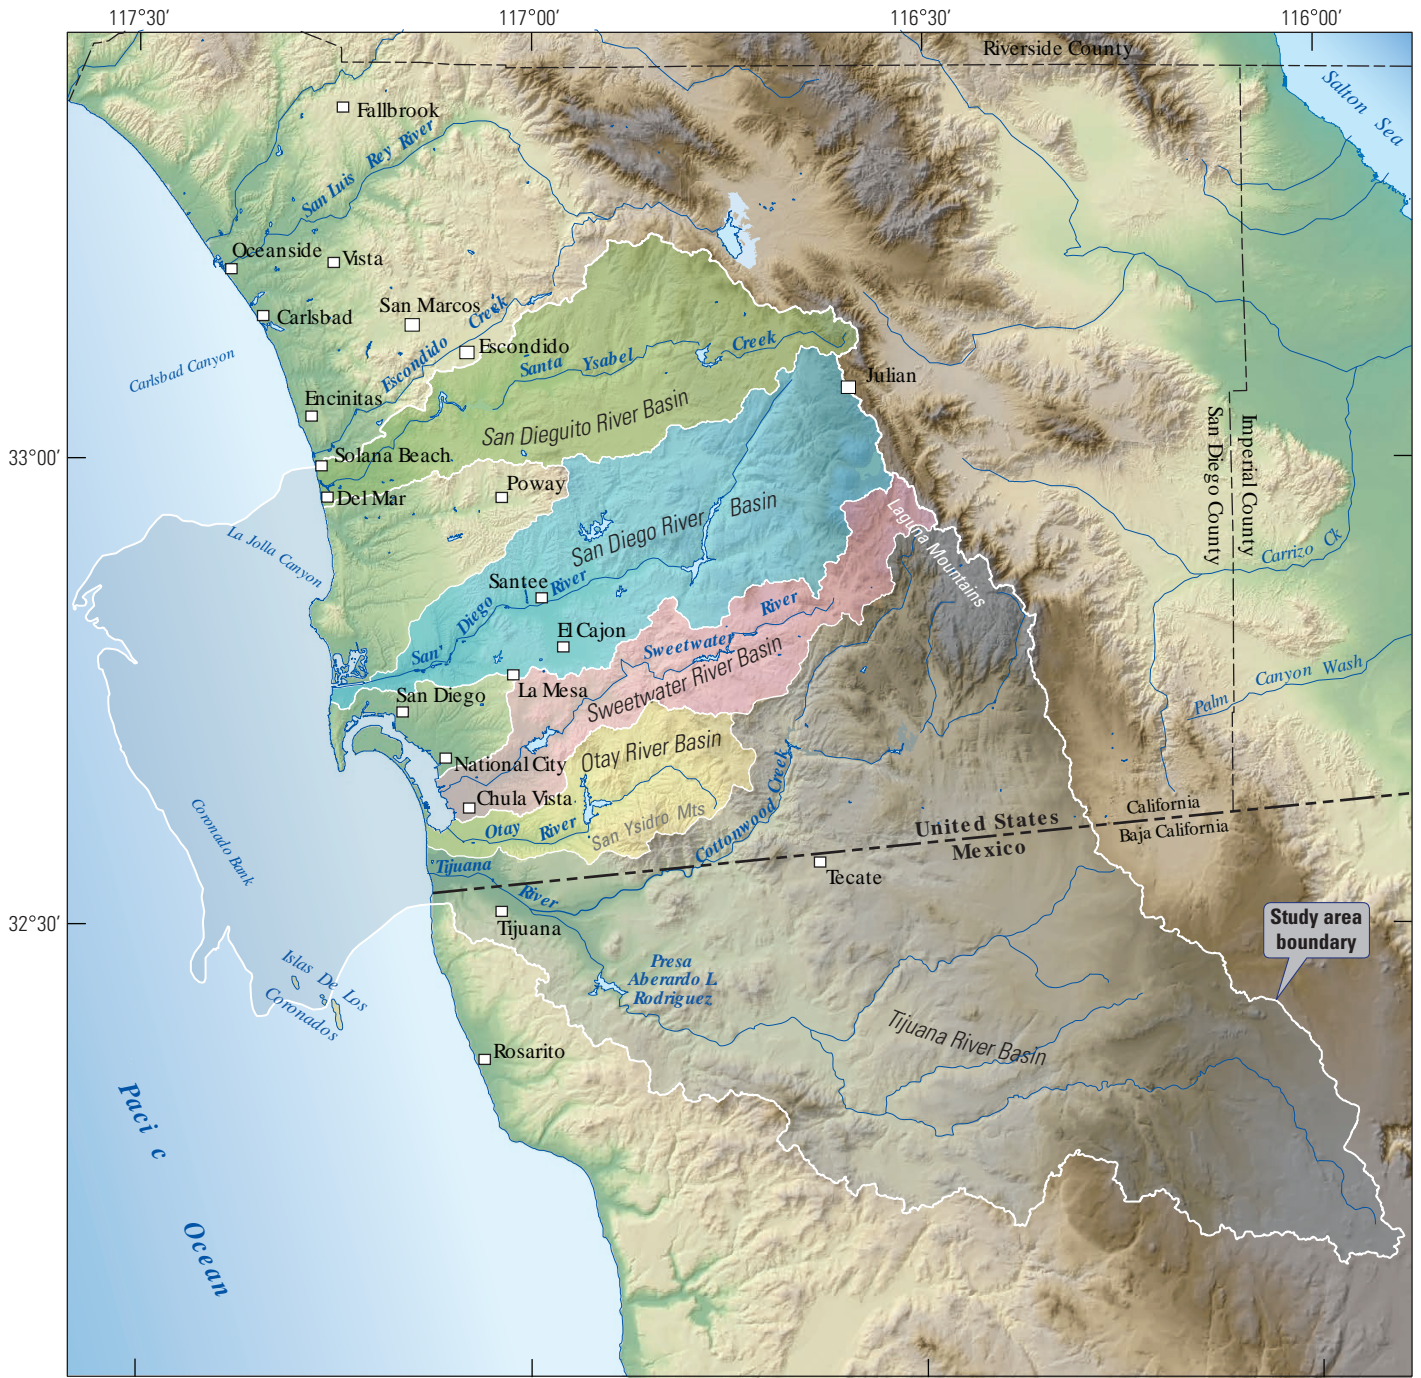 117°30′
117°00′
116°30′
116°00′
Riverside County
Salton Sea
Fallbrook
San Luis Rey River
Oceanside
Vista
San Marcos
Carlsbad
Escondido Creek
Escondido
Santa Ysabel Creek
Carlsbad Canyon
Julian
Encinitas
San Dieguito River Basin
Imperial County
San Diego County
33°00′
Solana Beach
Del Mar
Poway
San Diego River Basin
Laguna Mountains
La Jolla Canyon
Carrizo Ck
Santee
San Diego River
El Cajon
Sweetwater River
Sweetwater River Basin
Palm Canyon Wash
La Mesa
San Diego
Otay River Basin
National City
Chula Vista
Cottonwood Creek
San Ysidro Mts
Otay River
Coronado Bank
California
Baja California
United States
Mexico
Tijuana River
Tecate
32°30′
Tijuana
Study area
boundary
Presa
Aberardo L.
Rodriguez
Islas De Los
Coronados
Tijuana River Basin
Rosarito
Paci c
Ocean